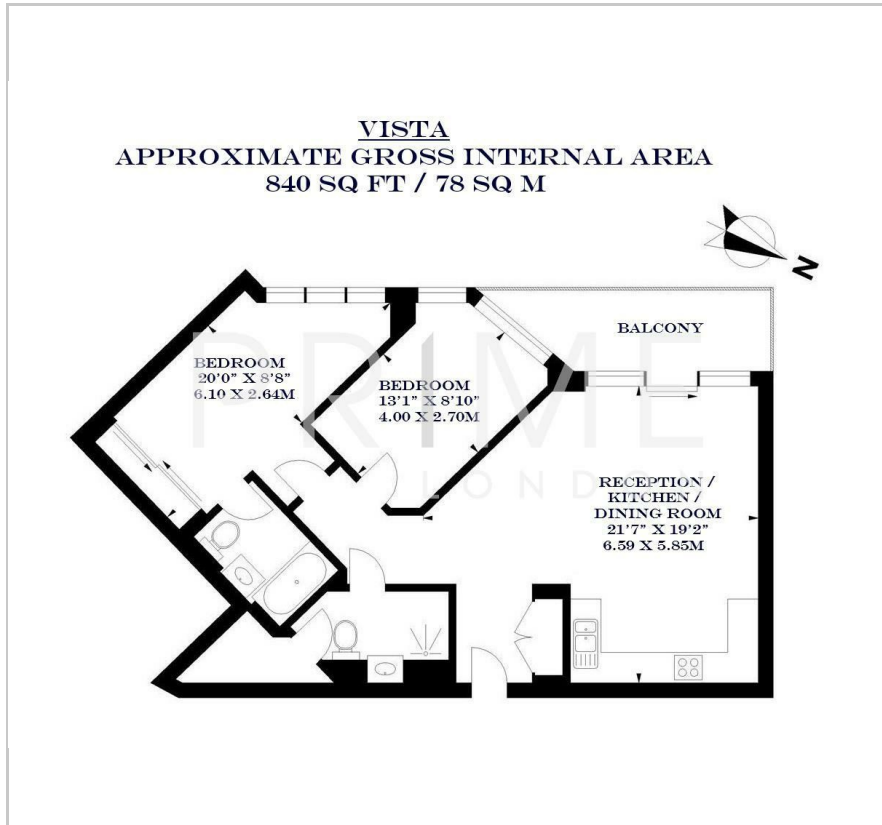 VISTA
APPROXIMATE GROSS INTERNAL AREA
840 SQ FT / 78 SQ M
N
BALCONY
BEDROOM
20'0" X 8'8"
6.10 X 2.64M
BEDROOM
13'1" X 8'10"
4.00 X 2.70M
PRIME
LONDON
RECEPTION /
KITCHEN /
DINING ROOM
21'7" X 19'2"
6.59 X 5.85M